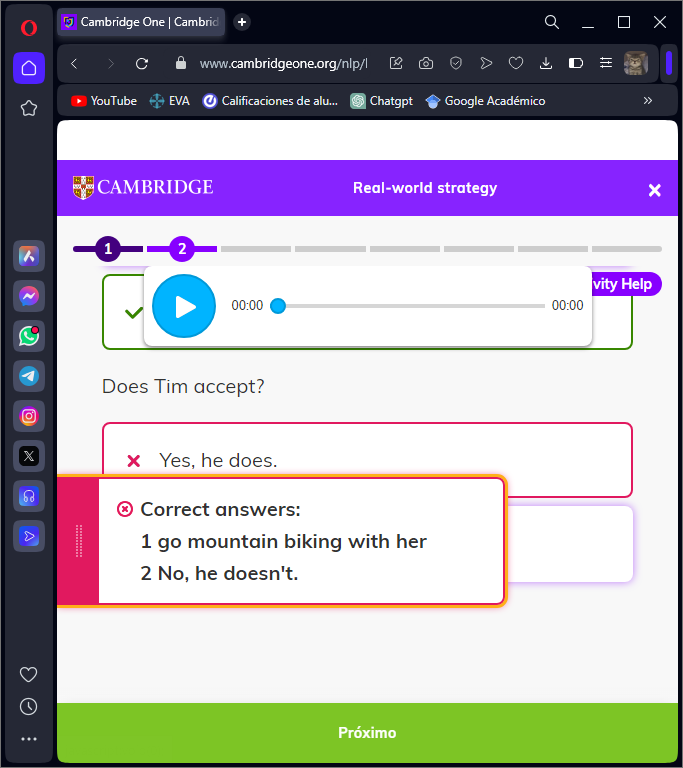 Cambridge One | Cambrid
www.cambridgeone.org/nlp/l
YouTube
EVA
Calificaciones de alu...
Chatgpt
Google Académico
CAMBRIDGE
Real-world strategy
1
2
vity Help
00:00
00:00
Does Tim accept?
Yes, he does.
Correct answers:
1 go mountain biking with her
2 No, he doesn't.
Próximo